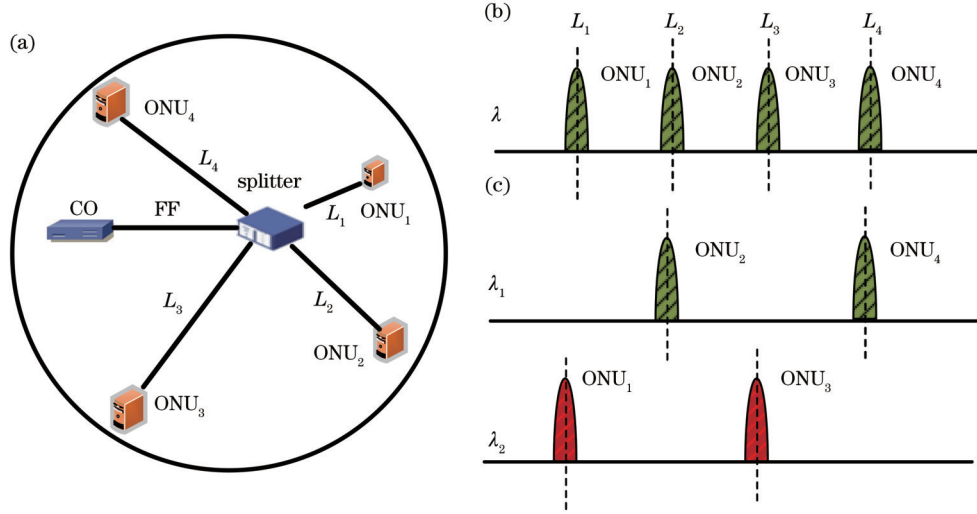 (a)
ONU₄
L₄
splitter
CO
FF
L₁
ONU₁
L₃
L₂
ONU₂
ONU₃
(b)
L₁ L₂ L₃ L₄
ONU₁ ONU₂ ONU₃ ONU₄
λ
(c)
ONU₂ ONU₄
λ₁
ONU₁ ONU₃
λ₂